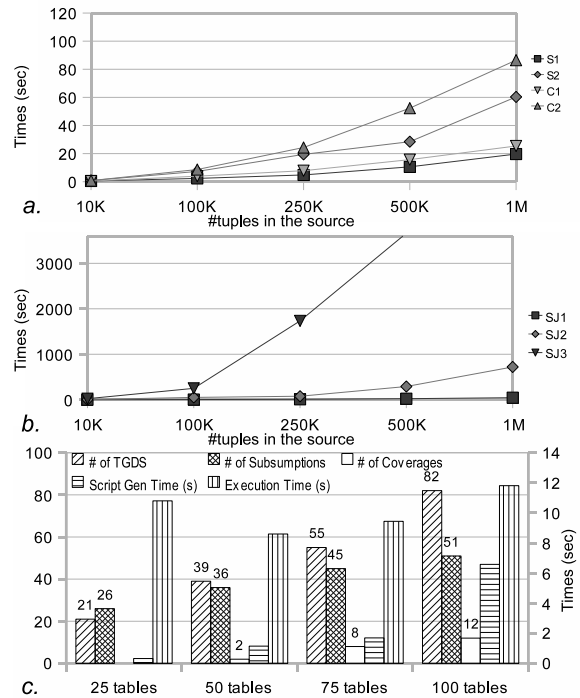 120
100
80
60
40
20
0
Times (sec)
S1
S2
C1
C2
10K 100K 250K 500K 1M
#tuples in the source
a.
3000
2000
1000
0
Times (sec)
SJ1
SJ2
SJ3
10K 100K 250K 500K 1M
#tuples in the source
b.
# of TGDS # of Subsumptions # of Coverages
Script Gen Time (s) Execution Time (s)
100
80
60
40
20
0
21 26
39 36 2
55 45 8
82 51 12
14
12
10
8
6
4
2
0
Times (sec)
25 tables 50 tables 75 tables 100 tables
c.